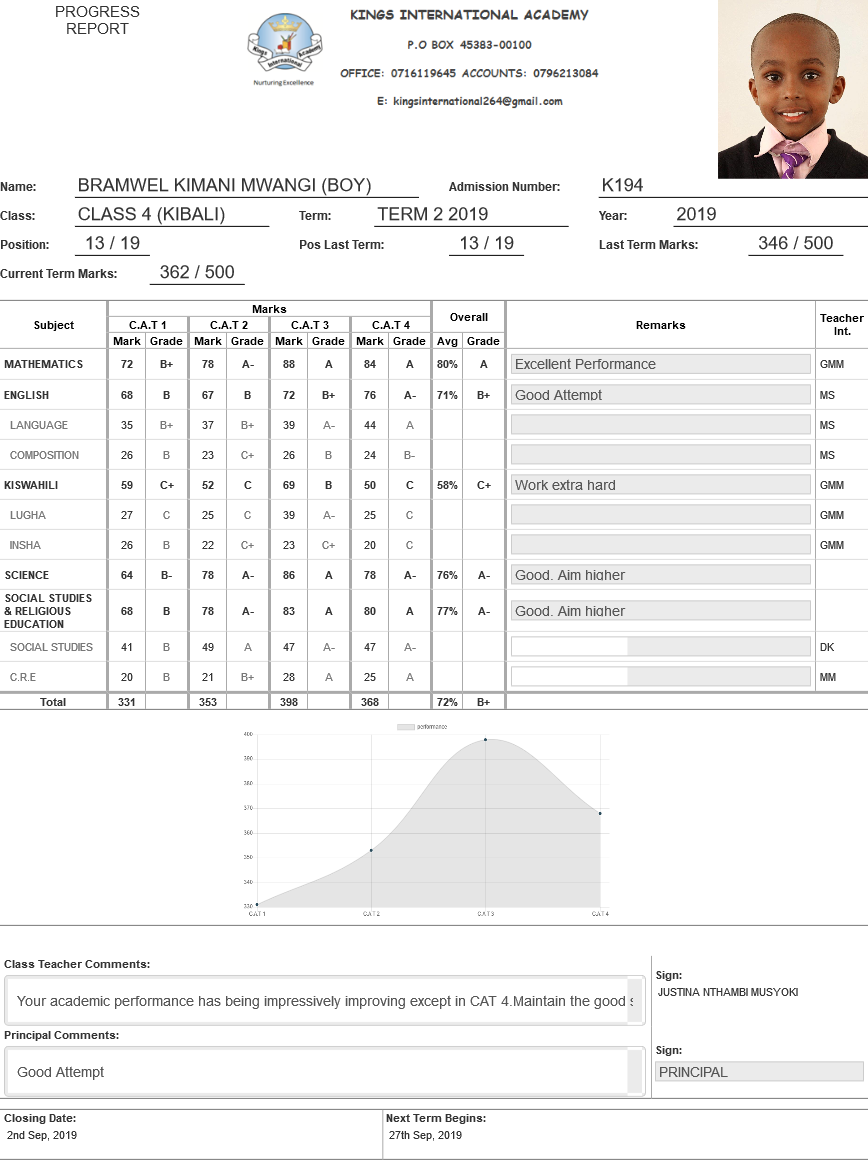 PROGRESS
REPORT
KINGS INTERNATIONAL ACADEMY
P.O BOX 45383-00100
OFFICE: 0716119645 ACCOUNTS: 0796213084
E: kingsinternational264@gmail.com
Kings International Academy
Nurturing Excellence
Name: BRAMWEL KIMANI MWANGI (BOY) Admission Number: K194
Class: CLASS 4 (KIBALI) Term: TERM 2 2019 Year: 2019
Position: 13 / 19 Pos Last Term: 13 / 19 Last Term Marks: 346 / 500
Current Term Marks: 362 / 500
Subject Marks Overall Remarks Teacher Int.
C.A.T 1 C.A.T 2 C.A.T 3 C.A.T 4
Mark Grade Mark Grade Mark Grade Mark Grade Avg Grade
MATHEMATICS 72 B+ 78 A- 88 A 84 A 80% A Excellent Performance GMM
ENGLISH 68 B 67 B 72 B+ 76 A- 71% B+ Good Attempt MS
LANGUAGE 35 B+ 37 B+ 39 A- 44 A MS
COMPOSITION 26 B 23 C+ 26 B 24 B- MS
KISWAHILI 59 C+ 52 C 69 B 50 C 58% C+ Work extra hard GMM
LUGHA 27 C 25 C 39 A- 25 C GMM
INSHA 26 B 22 C+ 23 C+ 20 C GMM
SCIENCE 64 B- 78 A- 86 A 78 A- 76% A- Good. Aim higher
SOCIAL STUDIES
& RELIGIOUS
EDUCATION 68 B 78 A- 83 A 80 A 77% A- Good. Aim higher
SOCIAL STUDIES 41 B 49 A 47 A- 47 A- DK
C.R.E 20 B 21 B+ 28 A 25 A MM
Total 331 353 398 368 72% B+
performance
400
390
380
370
360
350
340
330
C.A.T 1 C.A.T 2 C.A.T 3 C.A.T 4
Class Teacher Comments:
Your academic performance has being impressively improving except in CAT 4.Maintain the good s
Sign:
JUSTINA NTHAMBI MUSYOKI
Principal Comments:
Good Attempt
Sign:
PRINCIPAL
Closing Date: Next Term Begins:
2nd Sep, 2019 27th Sep, 2019